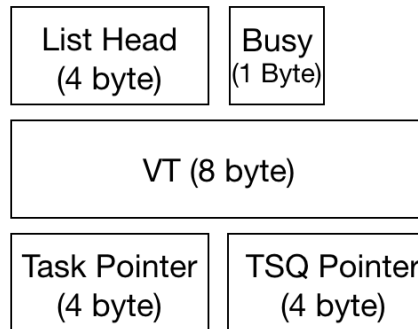 List Head
(4 byte)
Busy
(1 Byte)
VT (8 byte)
Task Pointer
(4 byte)
TSQ Pointer
(4 byte)